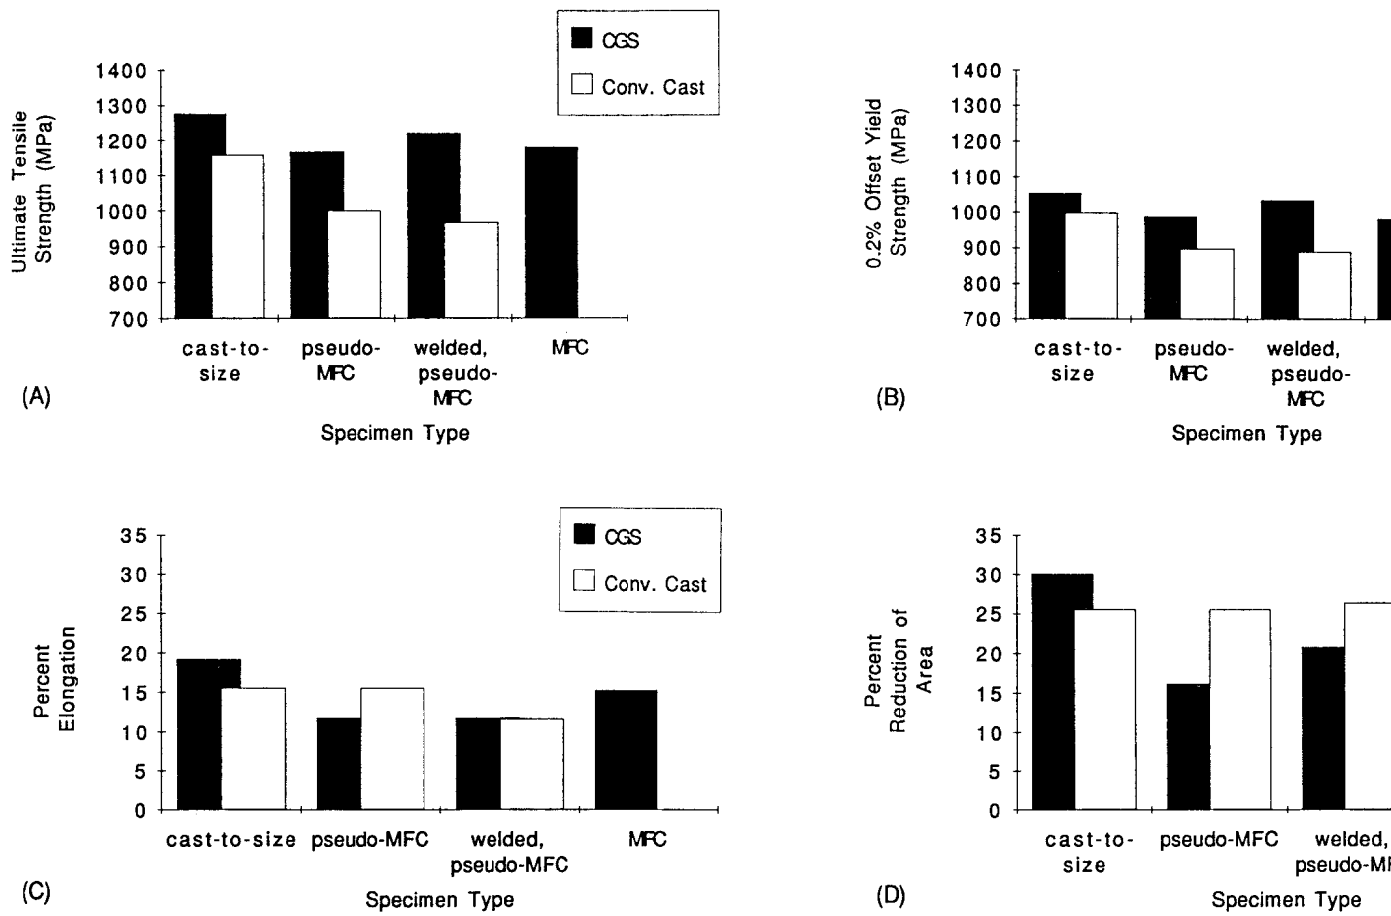 CGS
Conv. Cast
1400
1300
1200
1100
1000
900
800
700
Ultimate Tensile
Strength (MPa)
cast-to-
size
pseudo-
MFC
welded,
pseudo-
MFC
MFC
(A)
Specimen Type
1400
1300
1200
1100
1000
900
800
700
0.2% Offset Yield
Strength (MPa)
cast-to-
size
pseudo-
MFC
welded,
pseudo-
MFC
(B)
Specimen Type
CGS
Conv. Cast
35
30
25
20
15
10
5
0
Percent
Elongation
cast-to-size
pseudo-MFC
welded,
pseudo-MFC
MFC
(C)
Specimen Type
35
30
25
20
15
10
5
0
Percent
Reduction of
Area
cast-to-
size
pseudo-MFC
welded,
pseudo-MF
(D)
Specimen Type